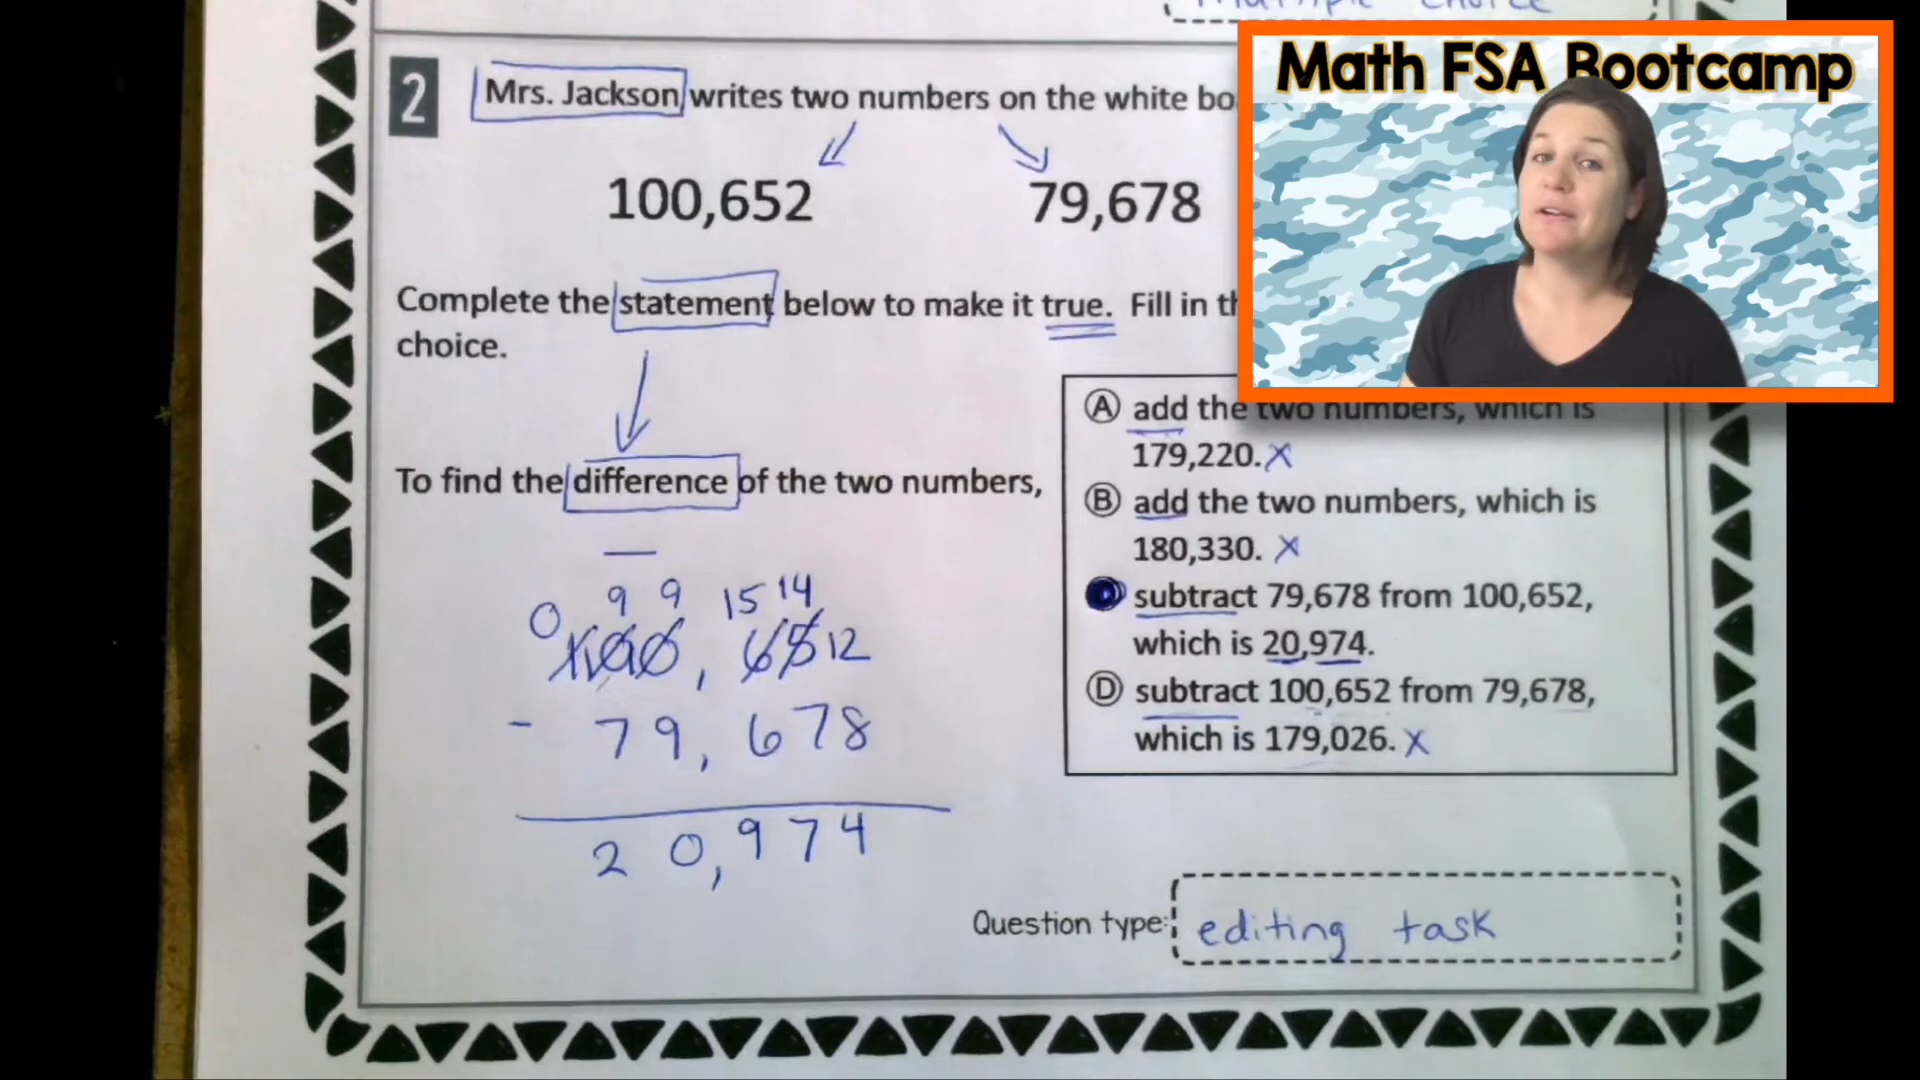 multiple choice
Math FSA Bootcamp
2 Mrs. Jackson writes two numbers on the white bo
100,652 79,678
Complete the statement below to make it true. Fill in th
choice.
To find the difference of the two numbers,
Ⓐ add the two numbers, which is
179,220. X
Ⓑ add the two numbers, which is
180,330. X
subtract 79,678 from 100,652,
which is 20,974.
Ⓓ subtract 100,652 from 79,678,
which is 179,026. X
9 9 15 14
0 100,65 12
- 79,678
20,974
Question type: editing task